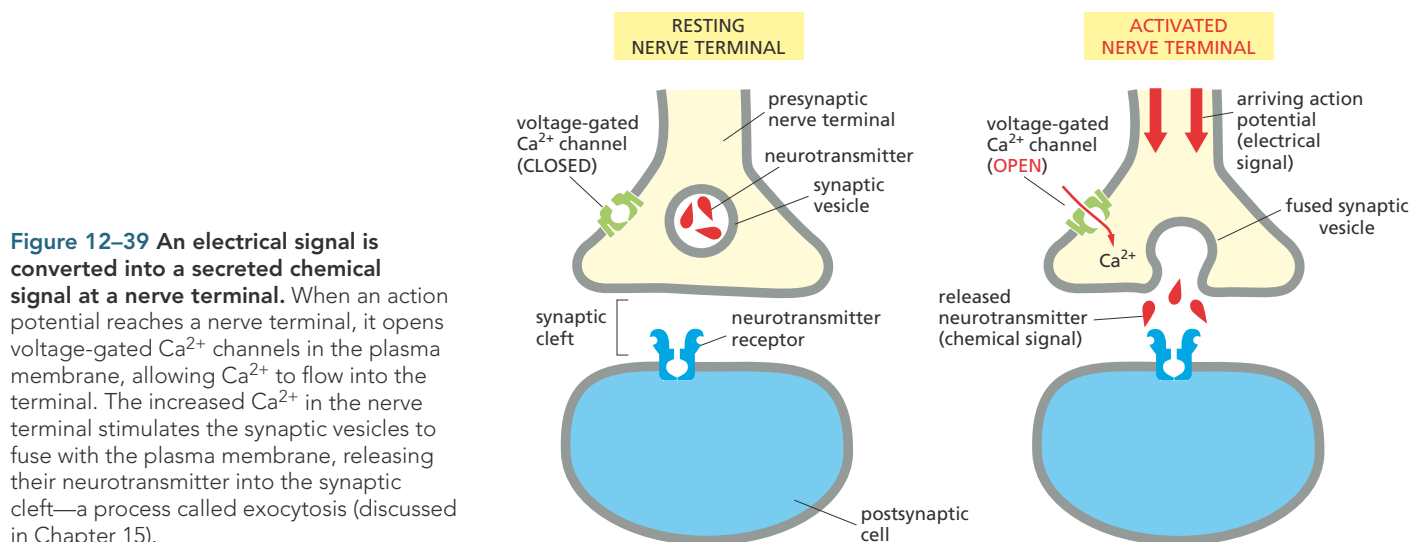 Figure 12–39 An electrical signal is
converted into a secreted chemical
signal at a nerve terminal. When an action
potential reaches a nerve terminal, it opens
voltage-gated Ca²⁺ channels in the plasma
membrane, allowing Ca²⁺ to flow into the
terminal. The increased Ca²⁺ in the nerve
terminal stimulates the synaptic vesicles to
fuse with the plasma membrane, releasing
their neurotransmitter into the synaptic
cleft—a process called exocytosis (discussed
in Chapter 15).
RESTING
NERVE TERMINAL
voltage-gated
Ca²⁺ channel
(CLOSED)
presynaptic
nerve terminal
neurotransmitter
synaptic
vesicle
synaptic
cleft
neurotransmitter
receptor
postsynaptic
cell
ACTIVATED
NERVE TERMINAL
voltage-gated
Ca²⁺ channel
(OPEN)
arriving action
potential
(electrical
signal)
fused synaptic
vesicle
Ca²⁺
released
neurotransmitter
(chemical signal)